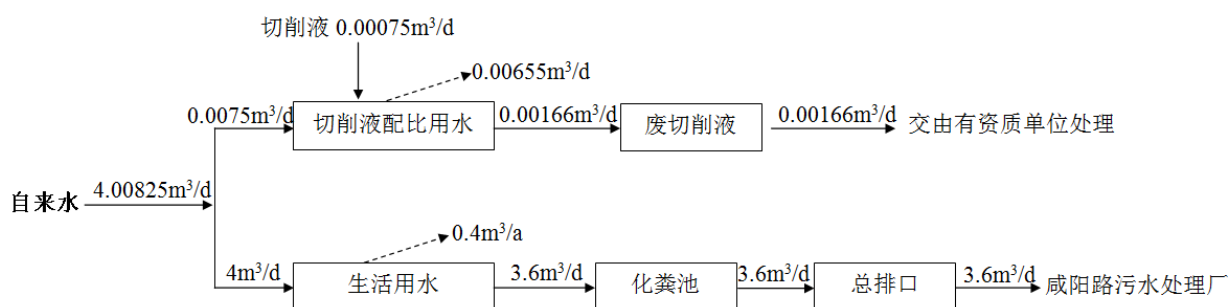 切削液 0.00075m³/d
0.00655m³/d
0.0075m³/d
切削液配比用水
0.00166m³/d
废切削液
0.00166m³/d
交由有资质单位处理
自来水
4.00825m³/d
0.4m³/a
4m³/d
生活用水
3.6m³/d
化粪池
3.6m³/d
总排口
3.6m³/d
咸阳路污水处理厂